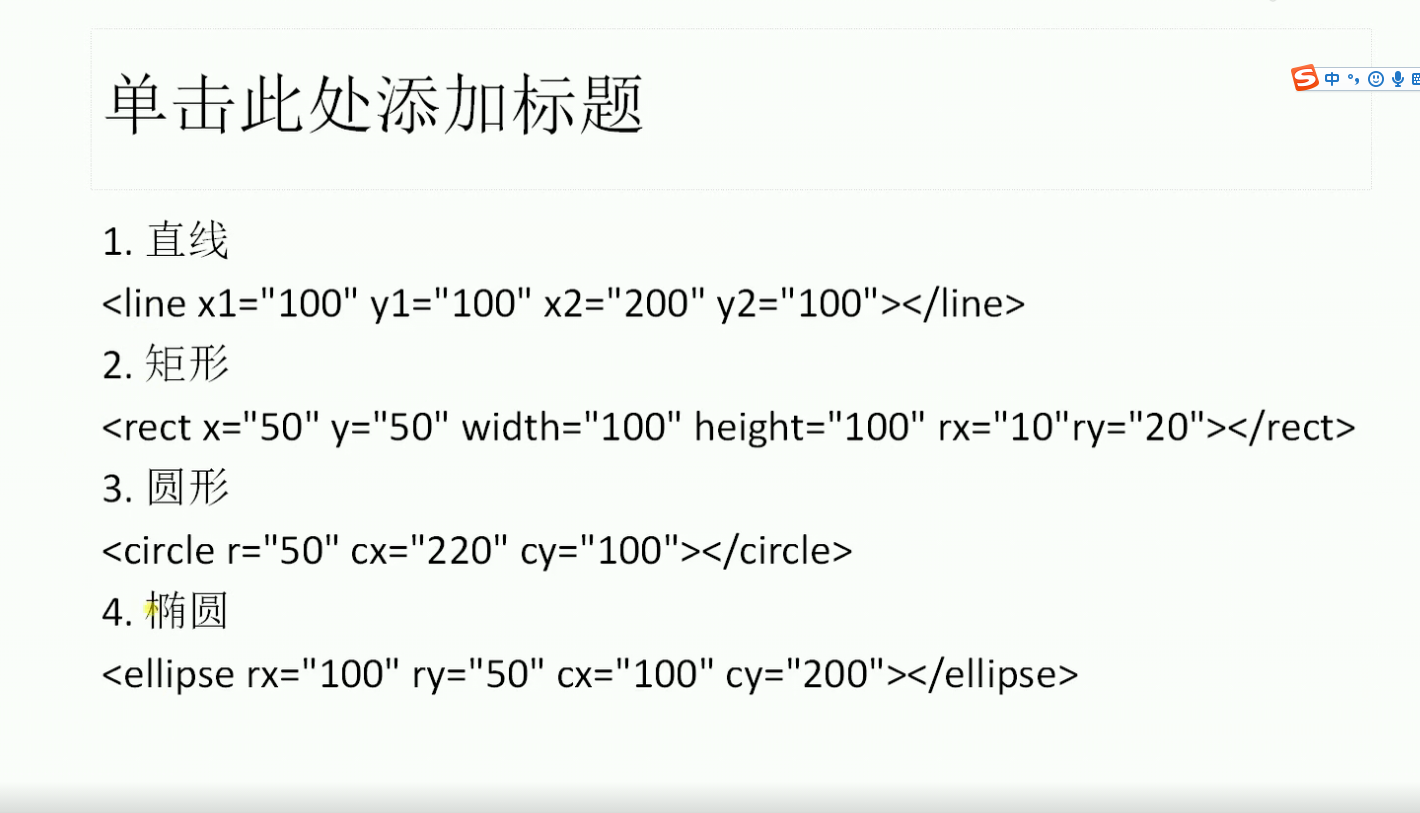 单击此处添加标题
中
1. 直线
<line x1="100" y1="100" x2="200" y2="100"></line>
2. 矩形
<rect x="50" y="50" width="100" height="100" rx="10"ry="20"></rect>
3. 圆形
<circle r="50" cx="220" cy="100"></circle>
4. 椭圆
<ellipse rx="100" ry="50" cx="100" cy="200"></ellipse>